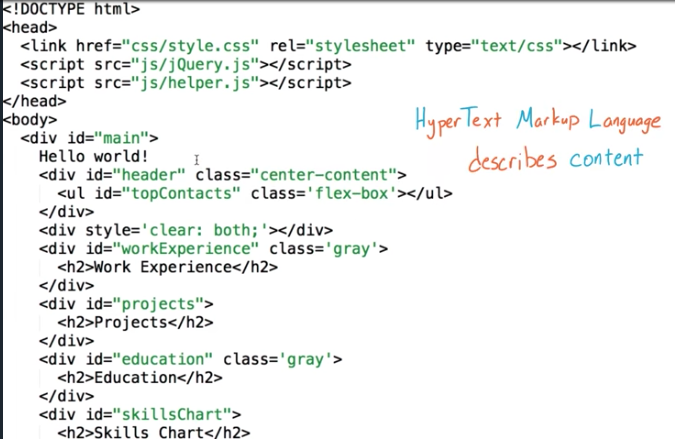 <!DOCTYPE html>
<head>
<link href="css/style.css" rel="stylesheet" type="text/css"></link>
<script src="js/jQuery.js"></script>
<script src="js/helper.js"></script>
</head>
<body>
<div id="main">
Hello world!
<div id="header" class="center-content">
<ul id="topContacts" class='flex-box'></ul>
</div>
<div style='clear: both;'></div>
<div id="workExperience" class='gray'>
<h2>Work Experience</h2>
</div>
<div id="projects">
<h2>Projects</h2>
</div>
<div id="education" class='gray'>
<h2>Education</h2>
</div>
<div id="skillsChart">
<h2>Skills Chart</h2>
HyperText Markup Language
describes content